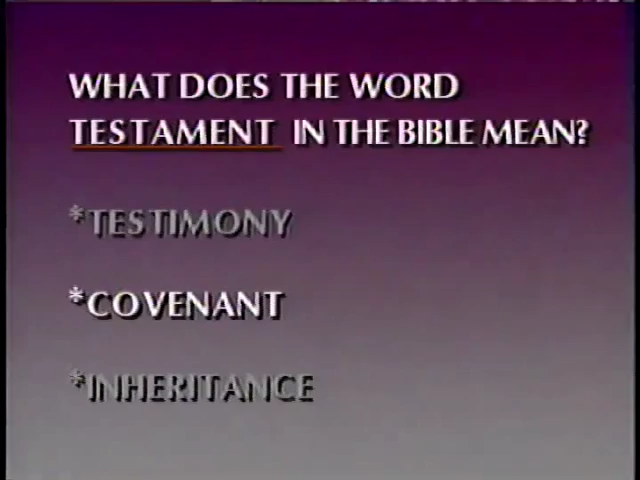 WHAT DOES THE WORD
TESTAMENT IN THE BIBLE MEAN?
*TESTIMONY
*COVENANT
*INHERITANCE